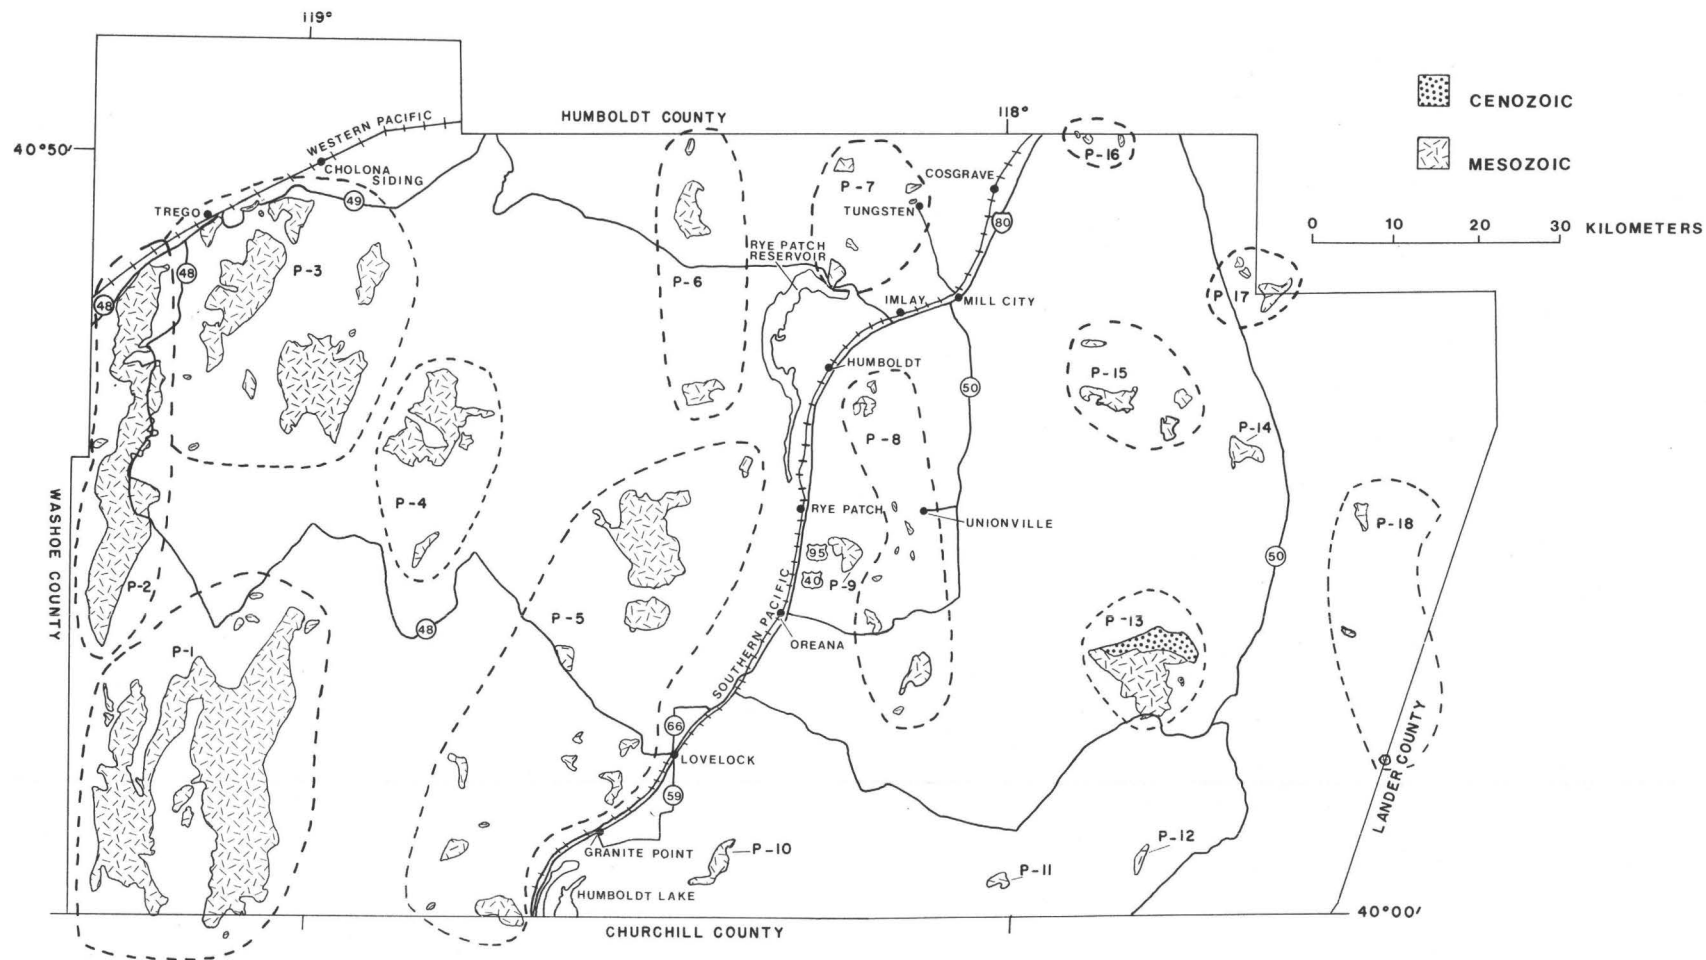 119°
HUMBOLDT COUNTY
118°
CENOZOIC
MESOZOIC
40°50'
WESTERN PACIFIC
CHOLONA
SIDING
P-16
P-7
COSGRAVE
TREGO
49
TUNGSTEN
80
0 10 20 30 KILOMETERS
RYE PATCH
RESERVOIR
P-3
48
P-6
48
IMLAY
MILL CITY
P-17
HUMBOLDT
P-15
50
P-8
P-14
P-4
RYE PATCH
UNIONVILLE
P-18
WASHOE COUNTY
95
40
P-9
50
P-2
P-5
48
SOUTHERN PACIFIC
OREANA
P-13
P-1
66
LOVELOCK
59
LANDER COUNTY
GRANITE POINT
P-10
P-12
P-11
HUMBOLDT LAKE
CHURCHILL COUNTY
40°00'